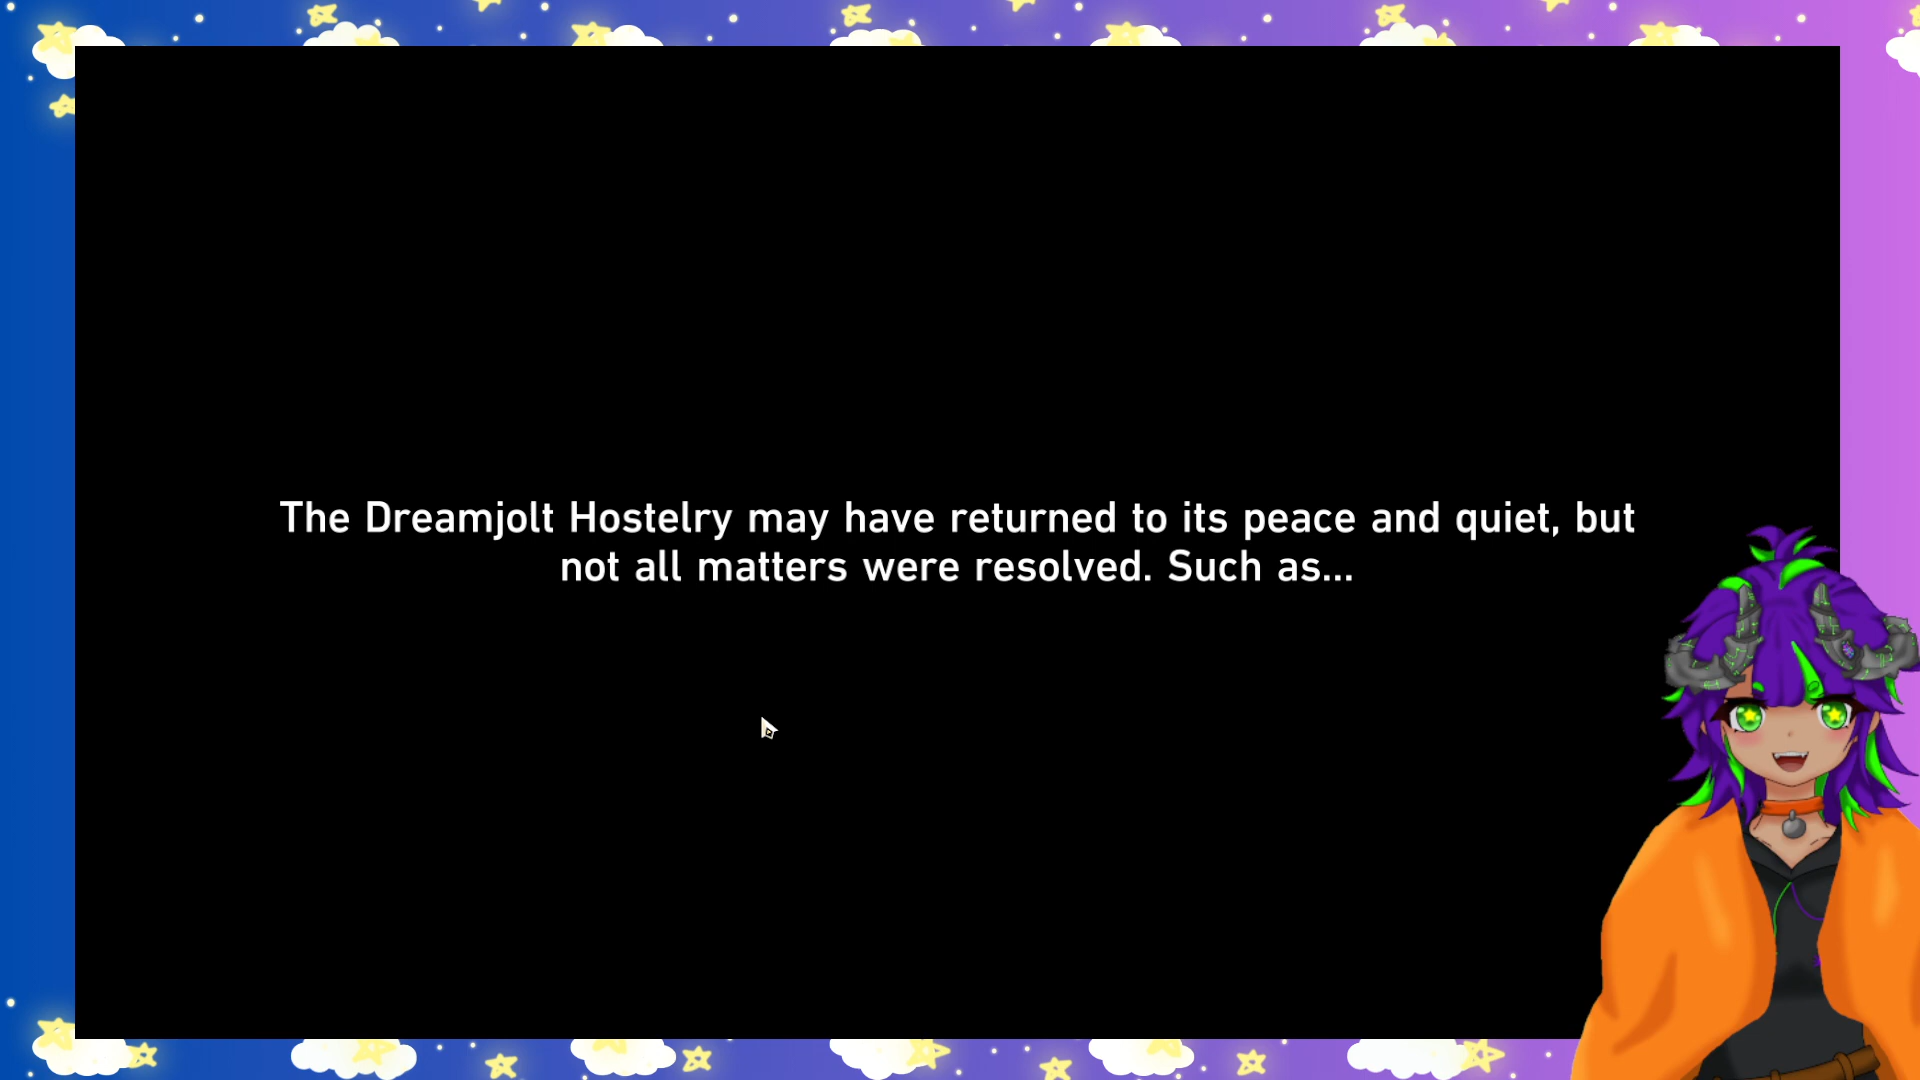 The Dreamjolt Hostelry may have returned to its peace and quiet, but
not all matters were resolved. Such as...